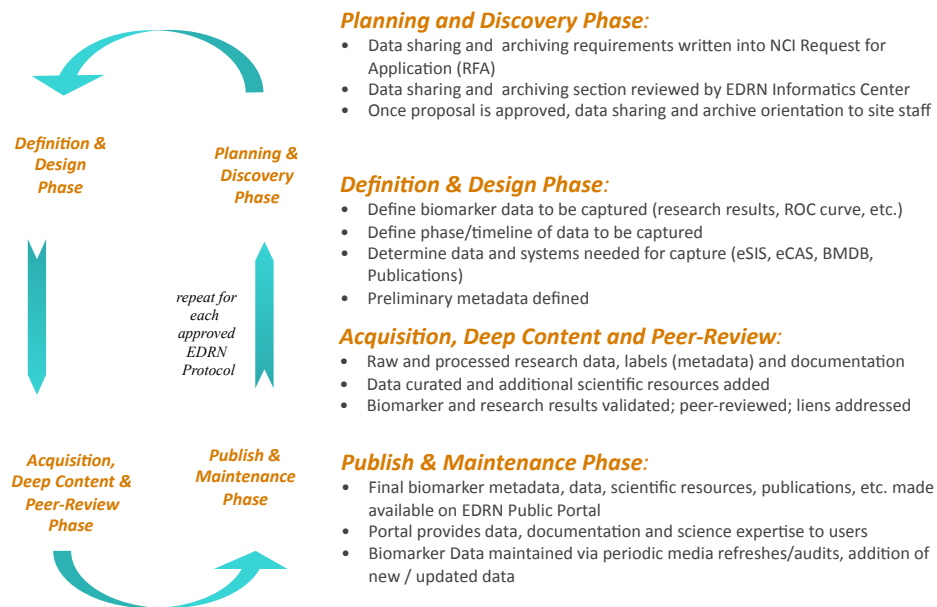 Definition &
Design
Phase
Planning &
Discovery
Phase
repeat for
each
approved
EDRN
Protocol
Acquisition,
Deep Content &
Peer-Review
Phase
Publish &
Maintenance
Phase
Planning and Discovery Phase:
• Data sharing and archiving requirements written into NCI Request for
Application (RFA)
• Data sharing and archiving section reviewed by EDRN Informatics Center
• Once proposal is approved, data sharing and archive orientation to site staff
Definition & Design Phase:
• Define biomarker data to be captured (research results, ROC curve, etc.)
• Define phase/timeline of data to be captured
• Determine data and systems needed for capture (eSIS, eCAS, BMDB,
Publications)
• Preliminary metadata defined
Acquisition, Deep Content and Peer-Review:
• Raw and processed research data, labels (metadata) and documentation
• Data curated and additional scientific resources added
• Biomarker and research results validated; peer-reviewed; liens addressed
Publish & Maintenance Phase:
• Final biomarker metadata, data, scientific resources, publications, etc. made
available on EDRN Public Portal
• Portal provides data, documentation and science expertise to users
• Biomarker Data maintained via periodic media refreshes/audits, addition of
new / updated data